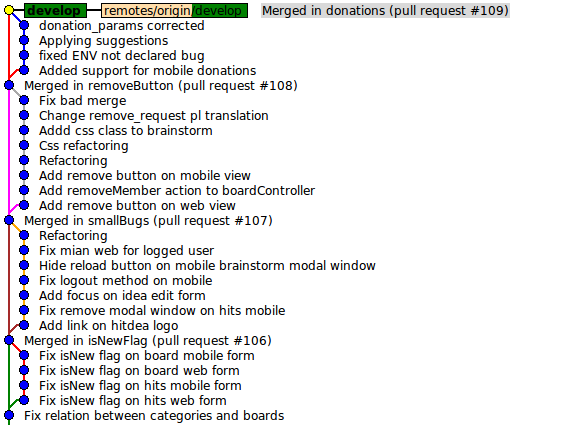 develop remotes/origin/develop Merged in donations (pull request #109)
donation_params corrected
Applying suggestions
fixed ENV not declared bug
Added support for mobile donations
Merged in removeButton (pull request #108)
Fix bad merge
Change remove_request pl translation
Addd css class to brainstorm
Css refactoring
Refactoring
Add remove button on mobile view
Add removeMember action to boardController
Add remove button on web view
Merged in smallBugs (pull request #107)
Refactoring
Fix mian web for logged user
Hide reload button on mobile brainstorm modal window
Fix logout method on mobile
Add focus on idea edit form
Fix remove modal window on hits mobile
Add link on hitdea logo
Merged in isNewFlag (pull request #106)
Fix isNew flag on board mobile form
Fix isNew flag on board web form
Fix isNew flag on hits mobile form
Fix isNew flag on hits web form
Fix relation between categories and boards